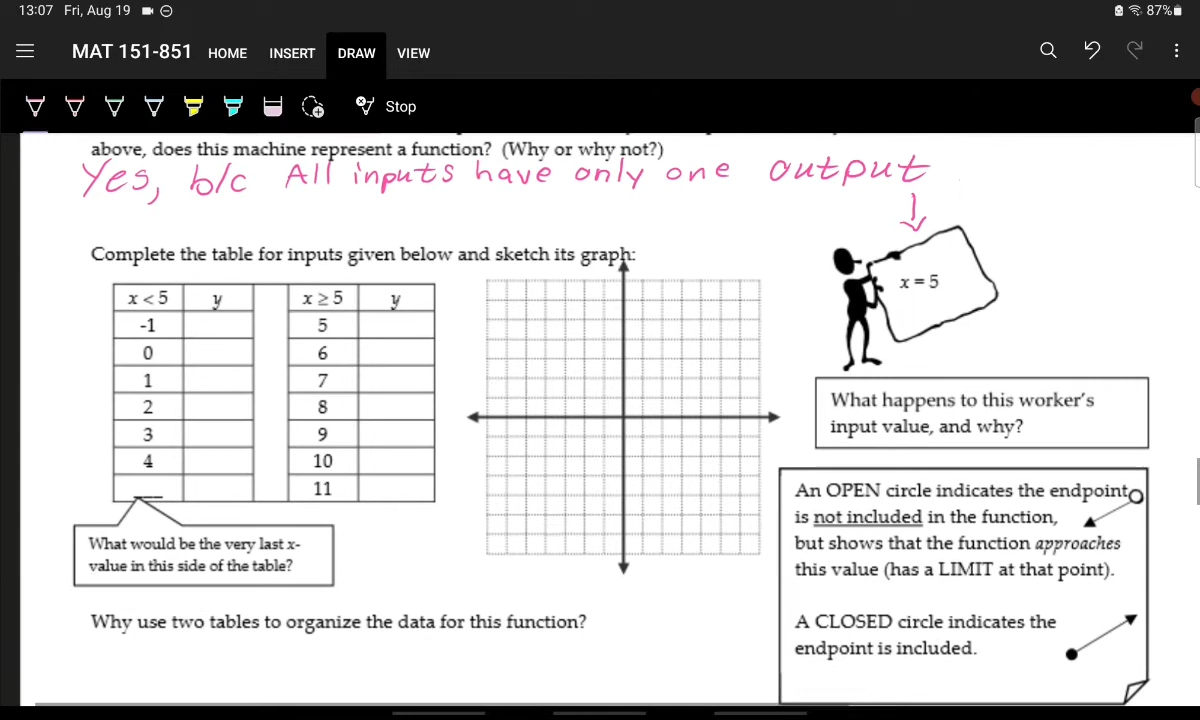 13:07 Fri, Aug 19
87%
MAT 151-851 HOME INSERT DRAW VIEW
Stop
above, does this machine represent a function? (Why or why not?)
Yes, b/c All inputs have only one output
Complete the table for inputs given below and sketch its graph:
x < 5 y x ≥ 5 y
-1 5
0 6
1 7
2 8
3 9
4 10
11
x = 5
What happens to this worker's
input value, and why?
What would be the very last x-
value in this side of the table?
An OPEN circle indicates the endpoint
is not included in the function,
but shows that the function approaches
this value (has a LIMIT at that point).
A CLOSED circle indicates the
endpoint is included.
Why use two tables to organize the data for this function?